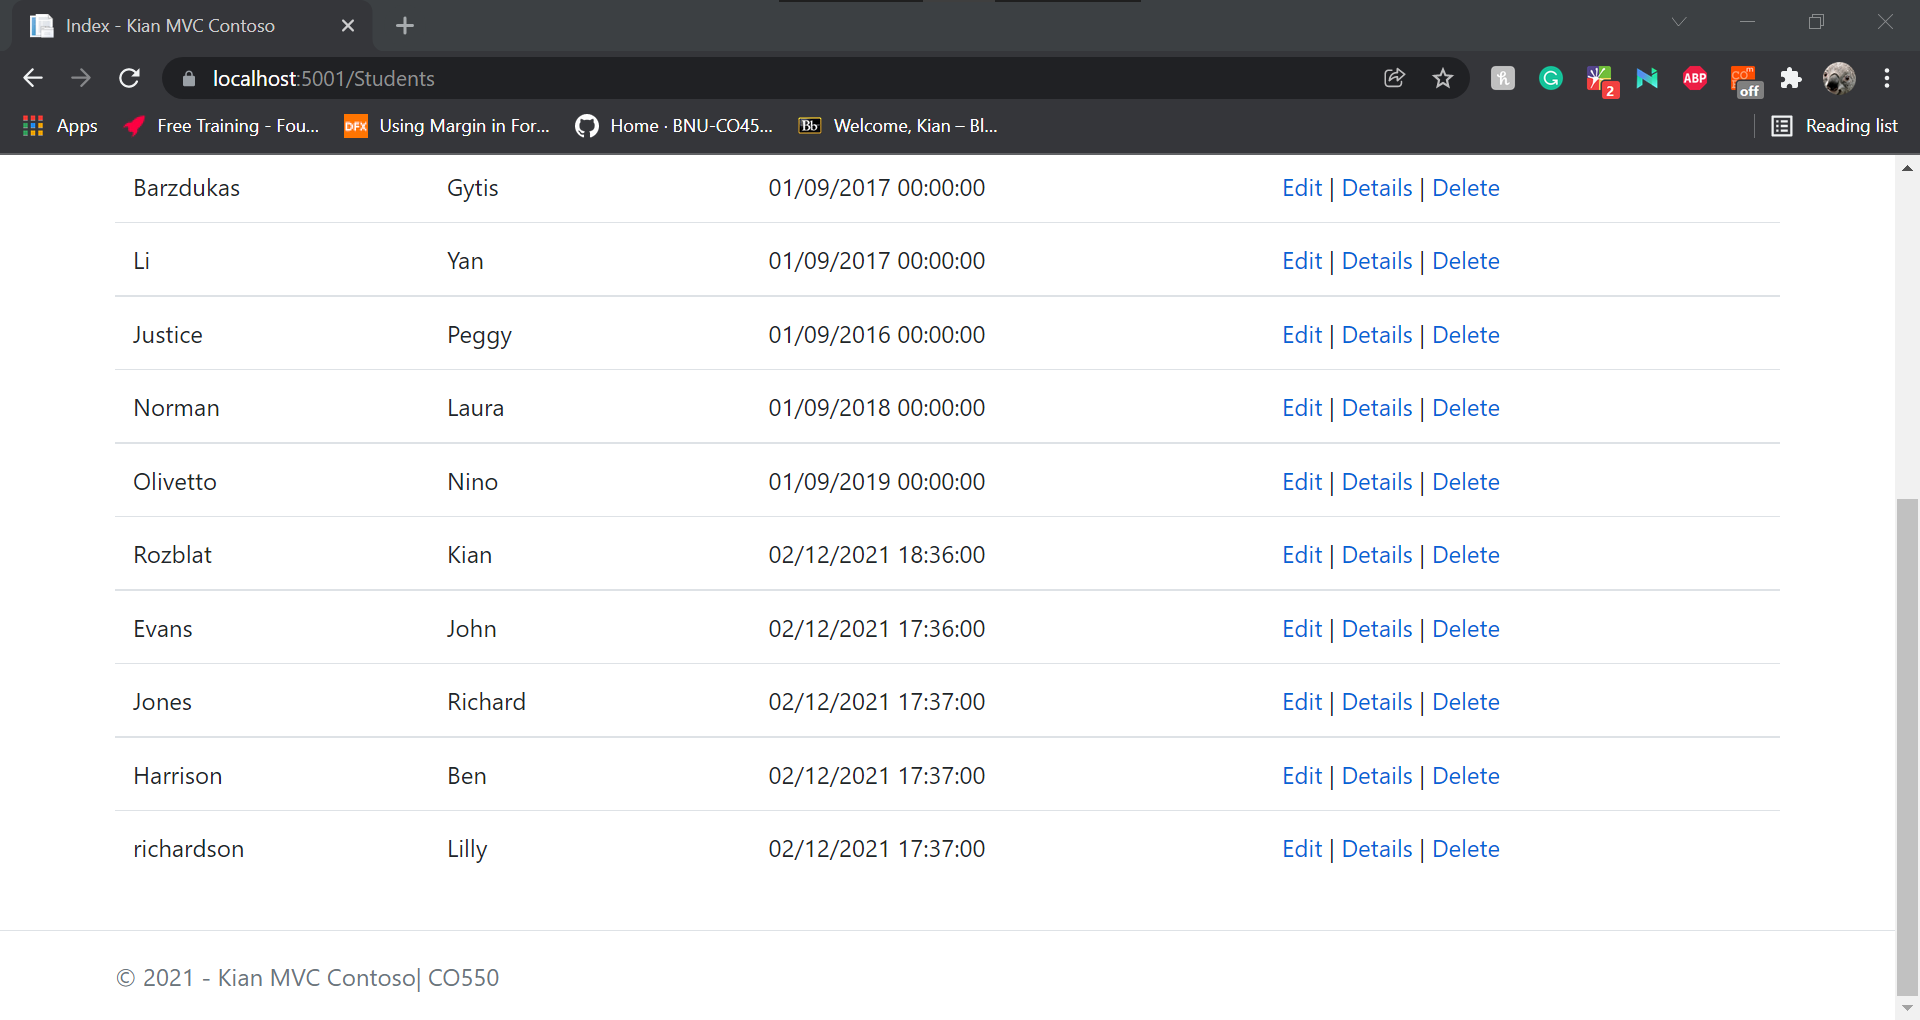 Index - Kian MVC Contoso
localhost:5001/Students
2
ABP
off
Apps
Free Training - Fou...
DFX
Using Margin in For...
Home · BNU-CO45...
Bb
Welcome, Kian – Bl...
Reading list
Barzdukas Gytis 01/09/2017 00:00:00 Edit | Details | Delete
Li Yan 01/09/2017 00:00:00 Edit | Details | Delete
Justice Peggy 01/09/2016 00:00:00 Edit | Details | Delete
Norman Laura 01/09/2018 00:00:00 Edit | Details | Delete
Olivetto Nino 01/09/2019 00:00:00 Edit | Details | Delete
Rozblat Kian 02/12/2021 18:36:00 Edit | Details | Delete
Evans John 02/12/2021 17:36:00 Edit | Details | Delete
Jones Richard 02/12/2021 17:37:00 Edit | Details | Delete
Harrison Ben 02/12/2021 17:37:00 Edit | Details | Delete
richardson Lilly 02/12/2021 17:37:00 Edit | Details | Delete
© 2021 - Kian MVC Contoso| CO550